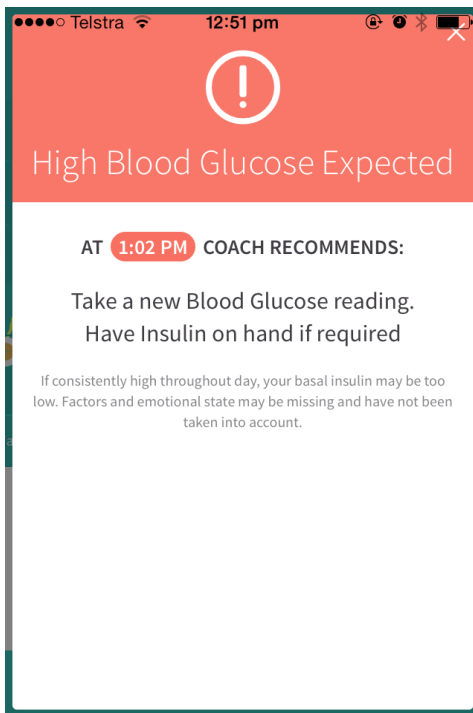 Telstra 12:51 pm
High Blood Glucose Expected
AT 1:02 PM COACH RECOMMENDS:
Take a new Blood Glucose reading.
Have Insulin on hand if required
If consistently high throughout day, your basal insulin may be too
low. Factors and emotional state may be missing and have not been
taken into account.